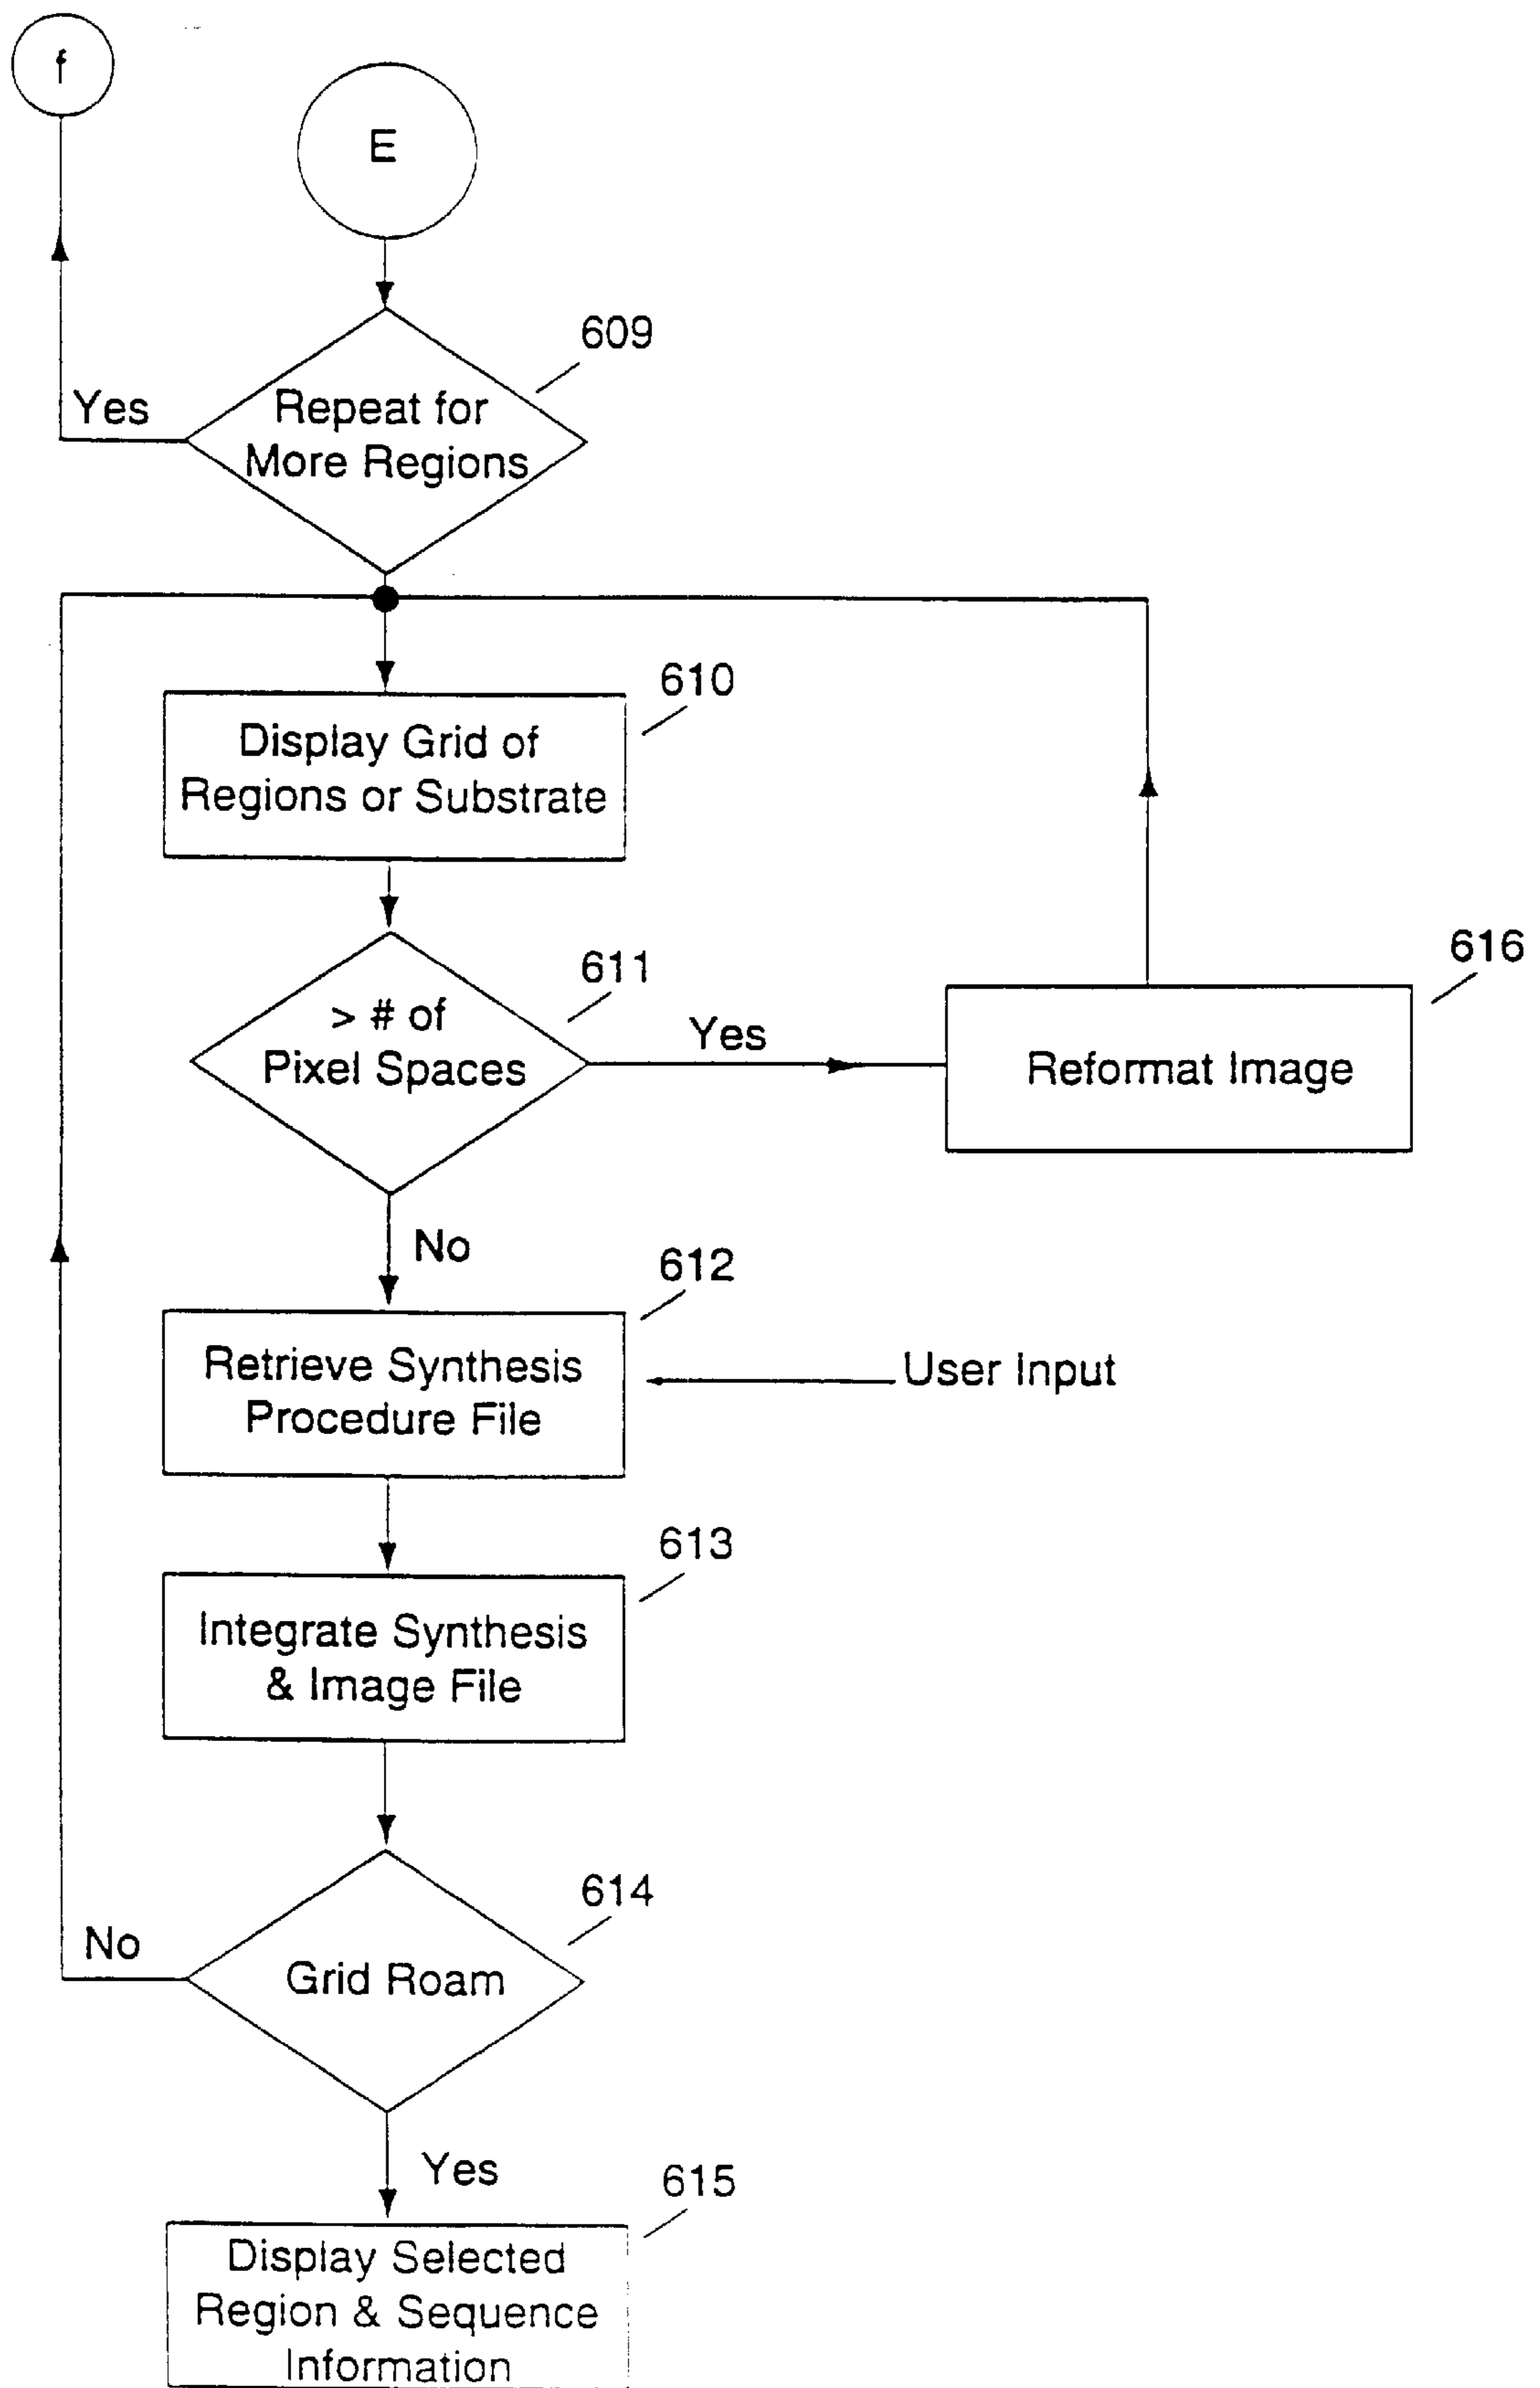 f
E
609
Yes
Repeat for
More Regions
610
Display Grid of
Regions or Substrate
611
616
> # of
Pixel Spaces
Yes
Reformat Image
No
612
Retrieve Synthesis
Procedure File
User Input
613
Integrate Synthesis
& Image File
614
No
Grid Roam
Yes
615
Display Selected
Region & Sequence
Information